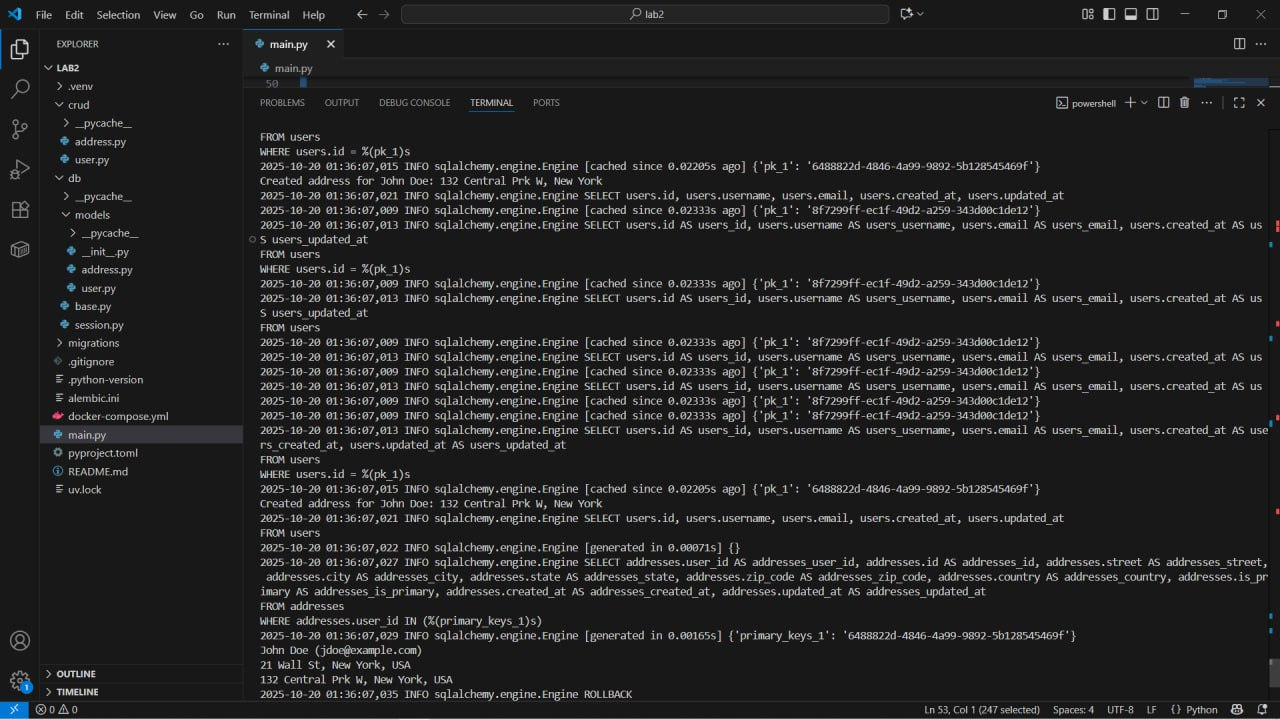 File Edit Selection View Go Run Terminal Help
lab2
EXPLORER
LAB2
.venv
crud
__pycache__
address.py
user.py
db
__pycache__
models
__pycache__
__init__.py
address.py
user.py
base.py
session.py
migrations
.gitignore
.python-version
alembic.ini
docker-compose.yml
main.py
pyproject.toml
README.md
uv.lock
OUTLINE
TIMELINE
1
main.py
main.py
50
PROBLEMS OUTPUT DEBUG CONSOLE TERMINAL PORTS
powershell
FROM users
WHERE users.id = %(pk_1)s
2025-10-20 01:36:07,015 INFO sqlalchemy.engine.Engine [cached since 0.02205s ago] {'pk_1': '6488822d-4846-4a99-9892-5b128545469f'}
Created address for John Doe: 132 Central Prk W, New York
2025-10-20 01:36:07,021 INFO sqlalchemy.engine.Engine SELECT users.id, users.username, users.email, users.created_at, users.updated_at
2025-10-20 01:36:07,009 INFO sqlalchemy.engine.Engine [cached since 0.02333s ago] {'pk_1': '8f7299ff-ec1f-49d2-a259-343d00c1de12'}
2025-10-20 01:36:07,013 INFO sqlalchemy.engine.Engine SELECT users.id AS users_id, users.username AS users_username, users.email AS users_email, users.created_at AS us
S users_updated_at
FROM users
WHERE users.id = %(pk_1)s
2025-10-20 01:36:07,009 INFO sqlalchemy.engine.Engine [cached since 0.02333s ago] {'pk_1': '8f7299ff-ec1f-49d2-a259-343d00c1de12'}
2025-10-20 01:36:07,013 INFO sqlalchemy.engine.Engine SELECT users.id AS users_id, users.username AS users_username, users.email AS users_email, users.created_at AS us
S users_updated_at
FROM users
2025-10-20 01:36:07,009 INFO sqlalchemy.engine.Engine [cached since 0.02333s ago] {'pk_1': '8f7299ff-ec1f-49d2-a259-343d00c1de12'}
2025-10-20 01:36:07,013 INFO sqlalchemy.engine.Engine SELECT users.id AS users_id, users.username AS users_username, users.email AS users_email, users.created_at AS us
2025-10-20 01:36:07,009 INFO sqlalchemy.engine.Engine [cached since 0.02333s ago] {'pk_1': '8f7299ff-ec1f-49d2-a259-343d00c1de12'}
2025-10-20 01:36:07,013 INFO sqlalchemy.engine.Engine SELECT users.id AS users_id, users.username AS users_username, users.email AS users_email, users.created_at AS us
2025-10-20 01:36:07,009 INFO sqlalchemy.engine.Engine [cached since 0.02333s ago] {'pk_1': '8f7299ff-ec1f-49d2-a259-343d00c1de12'}
2025-10-20 01:36:07,009 INFO sqlalchemy.engine.Engine [cached since 0.02333s ago] {'pk_1': '8f7299ff-ec1f-49d2-a259-343d00c1de12'}
2025-10-20 01:36:07,013 INFO sqlalchemy.engine.Engine SELECT users.id AS users_id, users.username AS users_username, users.email AS users_email, users.created_at AS use
rs_created_at, users.updated_at AS users_updated_at
FROM users
WHERE users.id = %(pk_1)s
2025-10-20 01:36:07,015 INFO sqlalchemy.engine.Engine [cached since 0.02205s ago] {'pk_1': '6488822d-4846-4a99-9892-5b128545469f'}
Created address for John Doe: 132 Central Prk W, New York
2025-10-20 01:36:07,021 INFO sqlalchemy.engine.Engine SELECT users.id, users.username, users.email, users.created_at, users.updated_at
FROM users
2025-10-20 01:36:07,022 INFO sqlalchemy.engine.Engine [generated in 0.00071s] {}
2025-10-20 01:36:07,027 INFO sqlalchemy.engine.Engine SELECT addresses.user_id AS addresses_user_id, addresses.id AS addresses_id, addresses.street AS addresses_street,
addresses.city AS addresses_city, addresses.state AS addresses_state, addresses.zip_code AS addresses_zip_code, addresses.country AS addresses_country, addresses.is_pr
imary AS addresses_is_primary, addresses.created_at AS addresses_created_at, addresses.updated_at AS addresses_updated_at
FROM addresses
WHERE addresses.user_id IN (%(primary_keys_1)s)
2025-10-20 01:36:07,029 INFO sqlalchemy.engine.Engine [generated in 0.00165s] {'primary_keys_1': '6488822d-4846-4a99-9892-5b128545469f'}
John Doe (jdoe@example.com)
21 Wall St, New York, USA
132 Central Prk W, New York, USA
2025-10-20 01:36:07,035 INFO sqlalchemy.engine.Engine ROLLBACK
0 0 Ln 53, Col 1 (247 selected) Spaces: 4 UTF-8 LF {} Python